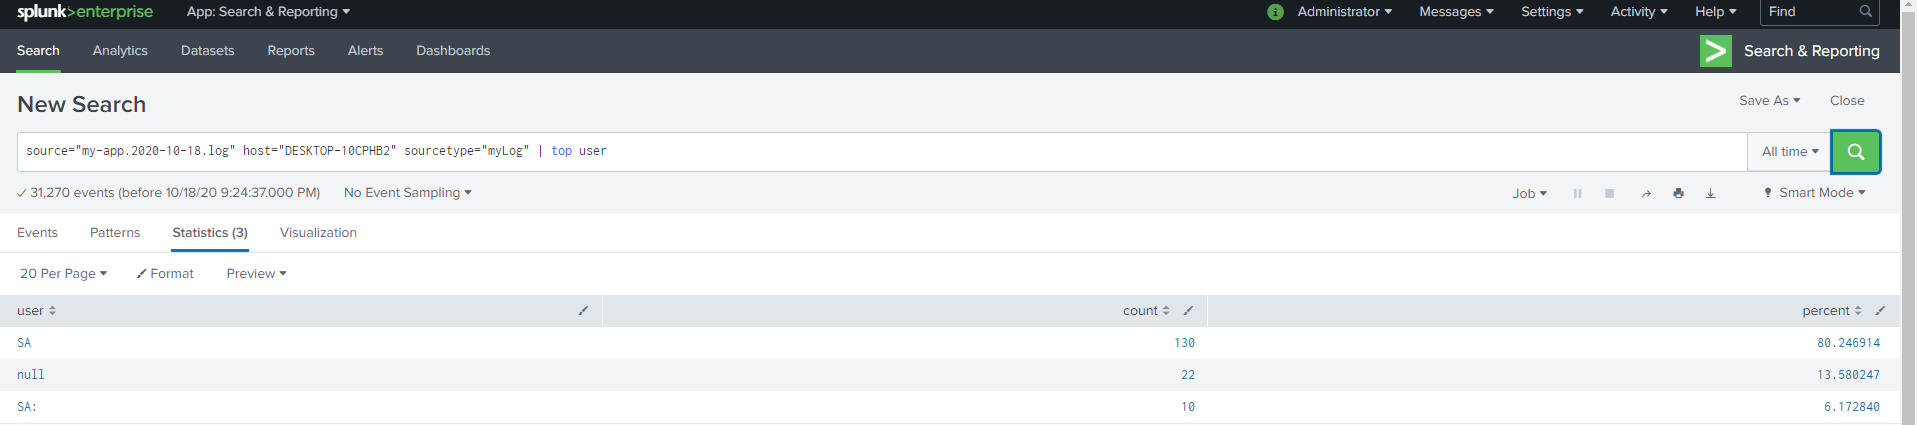 splunk>enterprise App: Search & Reporting i Administrator Messages Settings Activity Help Find
Search Analytics Datasets Reports Alerts Dashboards Search & Reporting
New Search Save As Close
source="my-app.2020-10-18.log" host="DESKTOP-10CPHB2" sourcetype="myLog" | top user All time
31,270 events (before 10/18/20 9:24:37.000 PM) No Event Sampling Job Smart Mode
Events Patterns Statistics (3) Visualization
20 Per Page Format Preview
user count percent
SA 130 80.246914
null 22 13.580247
SA: 10 6.172840